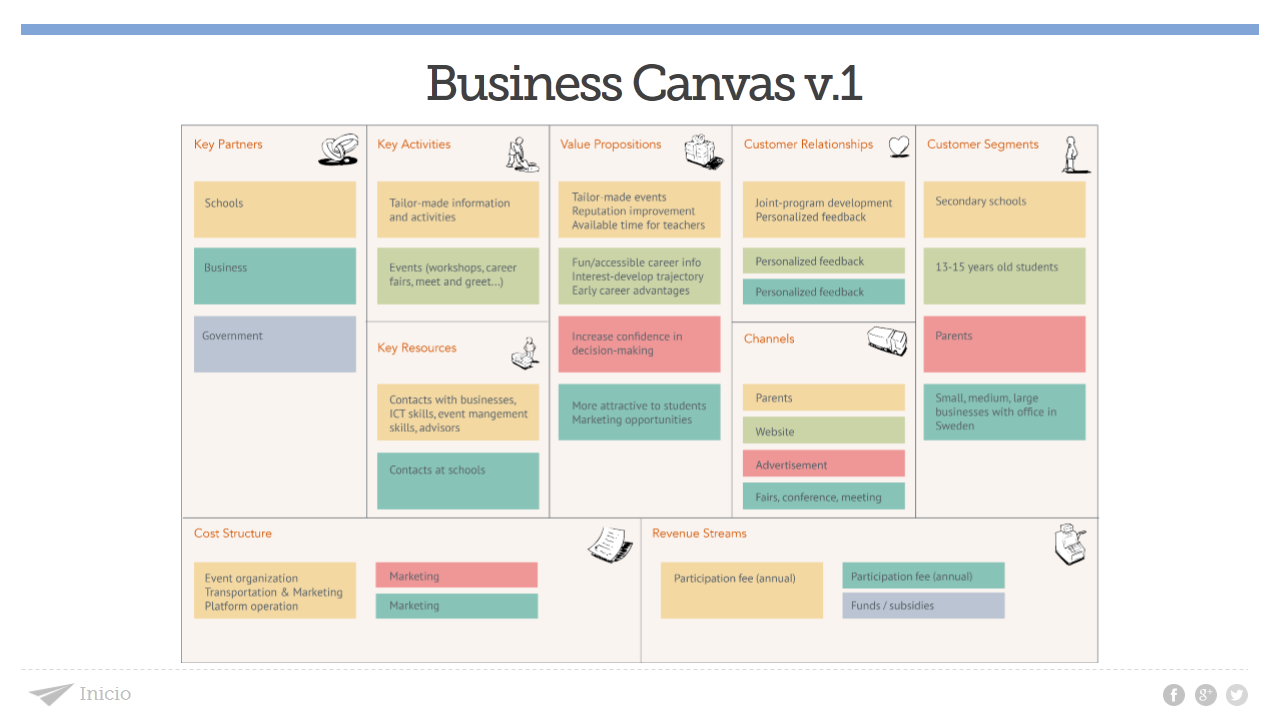 Business Canvas v.1
Key Partners
Schools
Business
Government
Key Activities
Tailor-made information
and activities
Events (workshops, career
fairs, meet and greet...)
Key Resources
Contacts with businesses,
ICT skills, event mangement
skills, advisors
Contacts at schools
Value Propositions
Tailor-made events
Reputation improvement
Available time for teachers
Fun/accessible career info
Interest-develop trajectory
Early career advantages
Increase confidence in
decision-making
More attractive to students
Marketing opportunities
Customer Relationships
Joint-program development
Personalized feedback
Personalized feedback
Personalized feedback
Channels
Parents
Website
Advertisement
Fairs, conference, meeting
Customer Segments
Secondary schools
13-15 years old students
Parents
Small, medium, large
businesses with office in
Sweden
Cost Structure
Event organization
Transportation & Marketing
Platform operation
Marketing
Marketing
Revenue Streams
Participation fee (annual)
Participation fee (annual)
Funds / subsidies
Inicio